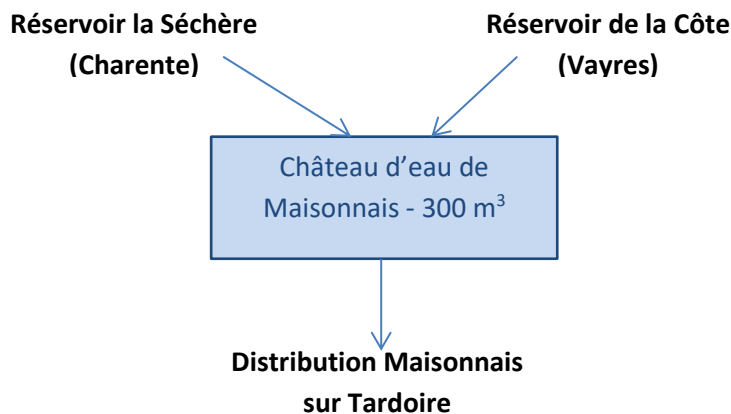 Réservoir la Séchère
(Charente)
Réservoir de la Côte
(Vayres)
Château d’eau de
Maisonnais - 300 m³
Distribution Maisonnais
sur Tardoire